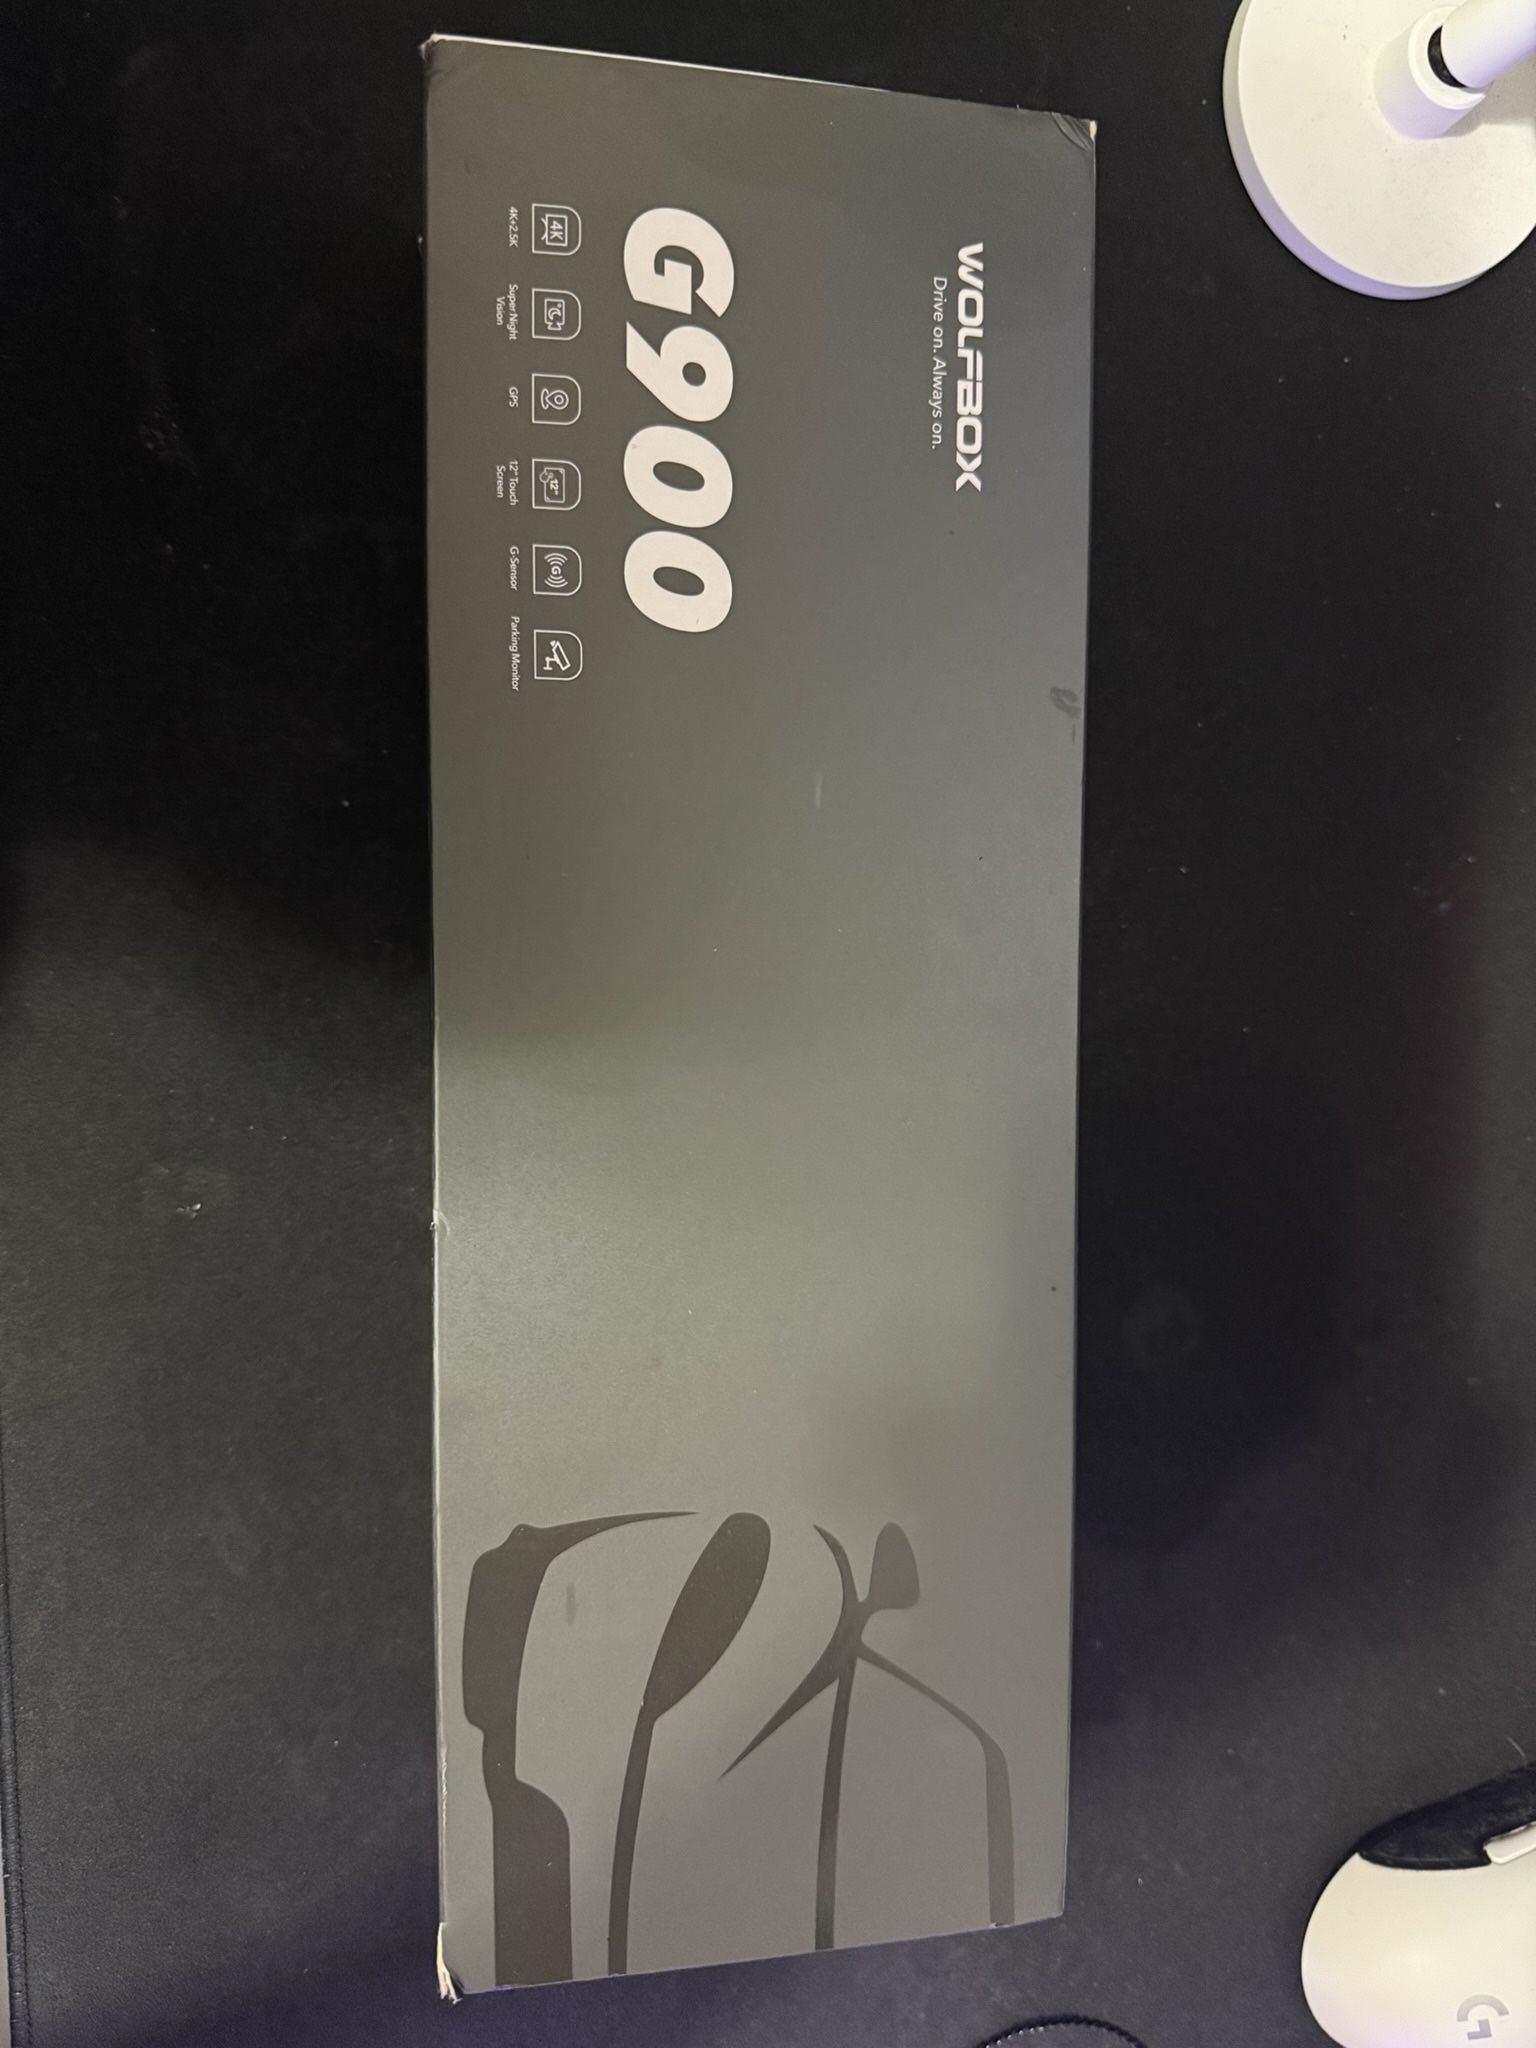 WOLFBOX
Drive on. Always on.
G900
4K
12"
G
4K+2.5K
Super Night
Vision
GPS
12" Touch
Screen
G-Sensor
Parking Monitor
G